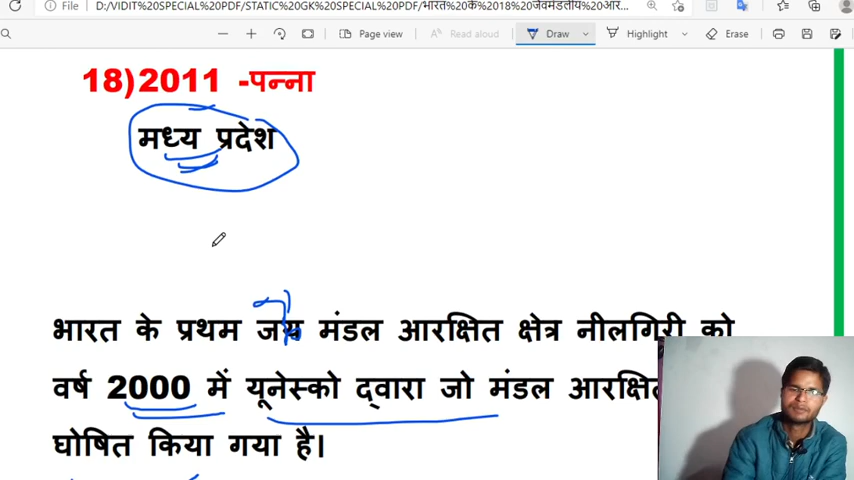 File D:/VIDIT%20SPECIAL%20PDF/STATIC%20GK%20SPECIAL%20PDF/भारत%20के%2018%20जैवमंडलीय%20आर...
Page view Read aloud Draw Highlight Erase
18)2011 -पन्ना
मध्य प्रदेश
भारत के प्रथम जय मंडल आरक्षित क्षेत्र नीलगिरी को
वर्ष 2000 में यूनेस्को द्वारा जो मंडल आरक्षित
घोषित किया गया है।